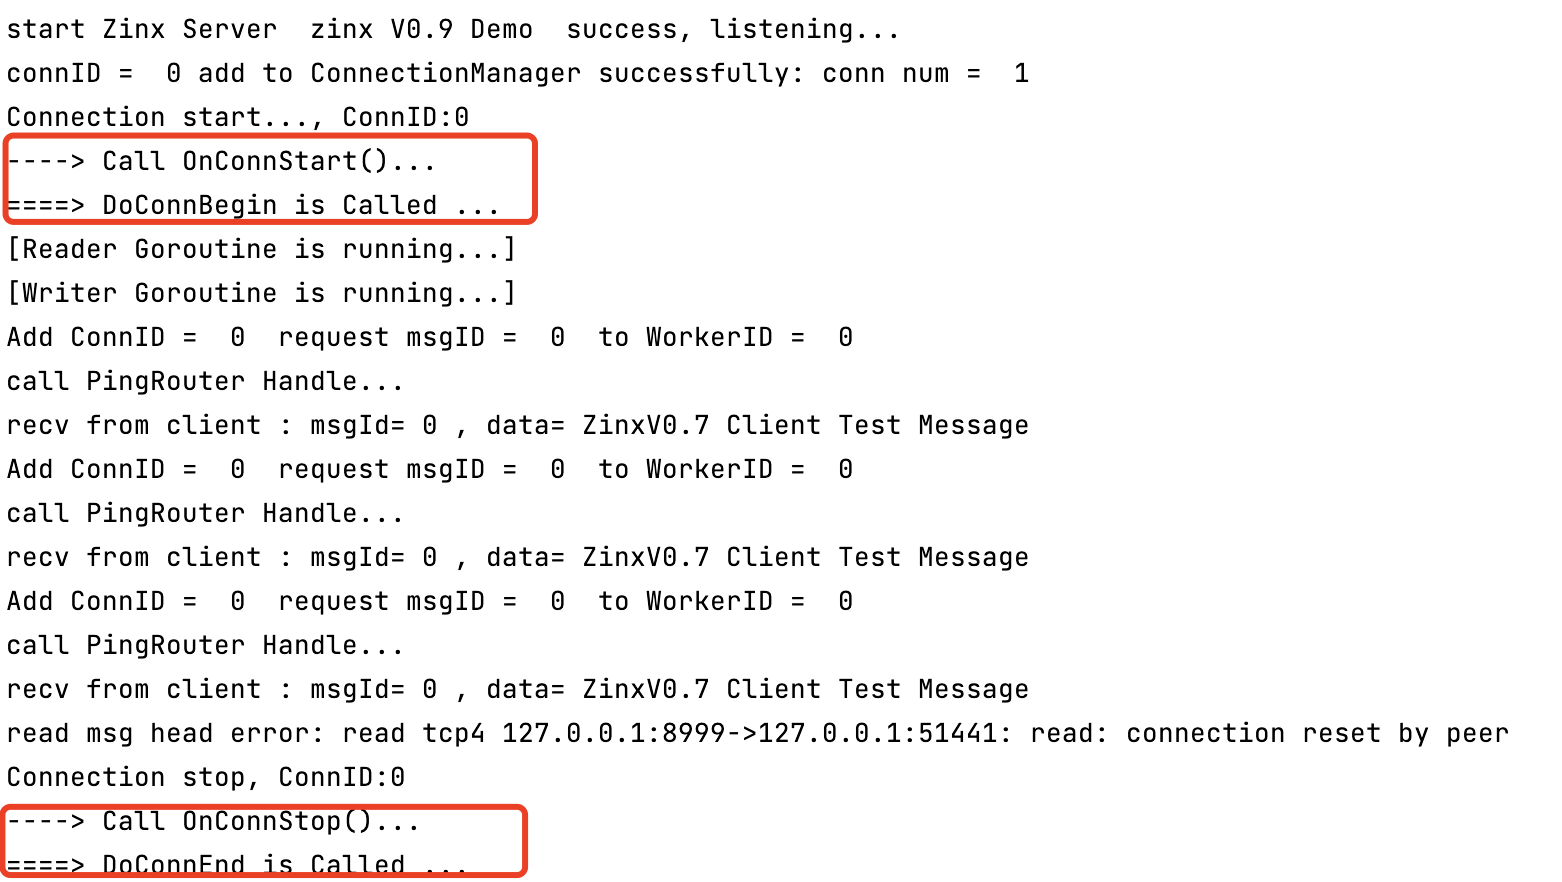 start Zinx Server  zinx V0.9 Demo  success, listening...
connID =  0 add to ConnectionManager successfully: conn num =  1
Connection start..., ConnID:0
----> Call OnConnStart()...
====> DoConnBegin is Called ...
[Reader Goroutine is running...]
[Writer Goroutine is running...]
Add ConnID =  0  request msgID =  0  to WorkerID =  0
call PingRouter Handle...
recv from client : msgId= 0 , data= ZinxV0.7 Client Test Message
Add ConnID =  0  request msgID =  0  to WorkerID =  0
call PingRouter Handle...
recv from client : msgId= 0 , data= ZinxV0.7 Client Test Message
Add ConnID =  0  request msgID =  0  to WorkerID =  0
call PingRouter Handle...
recv from client : msgId= 0 , data= ZinxV0.7 Client Test Message
read msg head error: read tcp4 127.0.0.1:8999->127.0.0.1:51441: read: connection reset by peer
Connection stop, ConnID:0
----> Call OnConnStop()...
====> DoConnEnd is Called ...